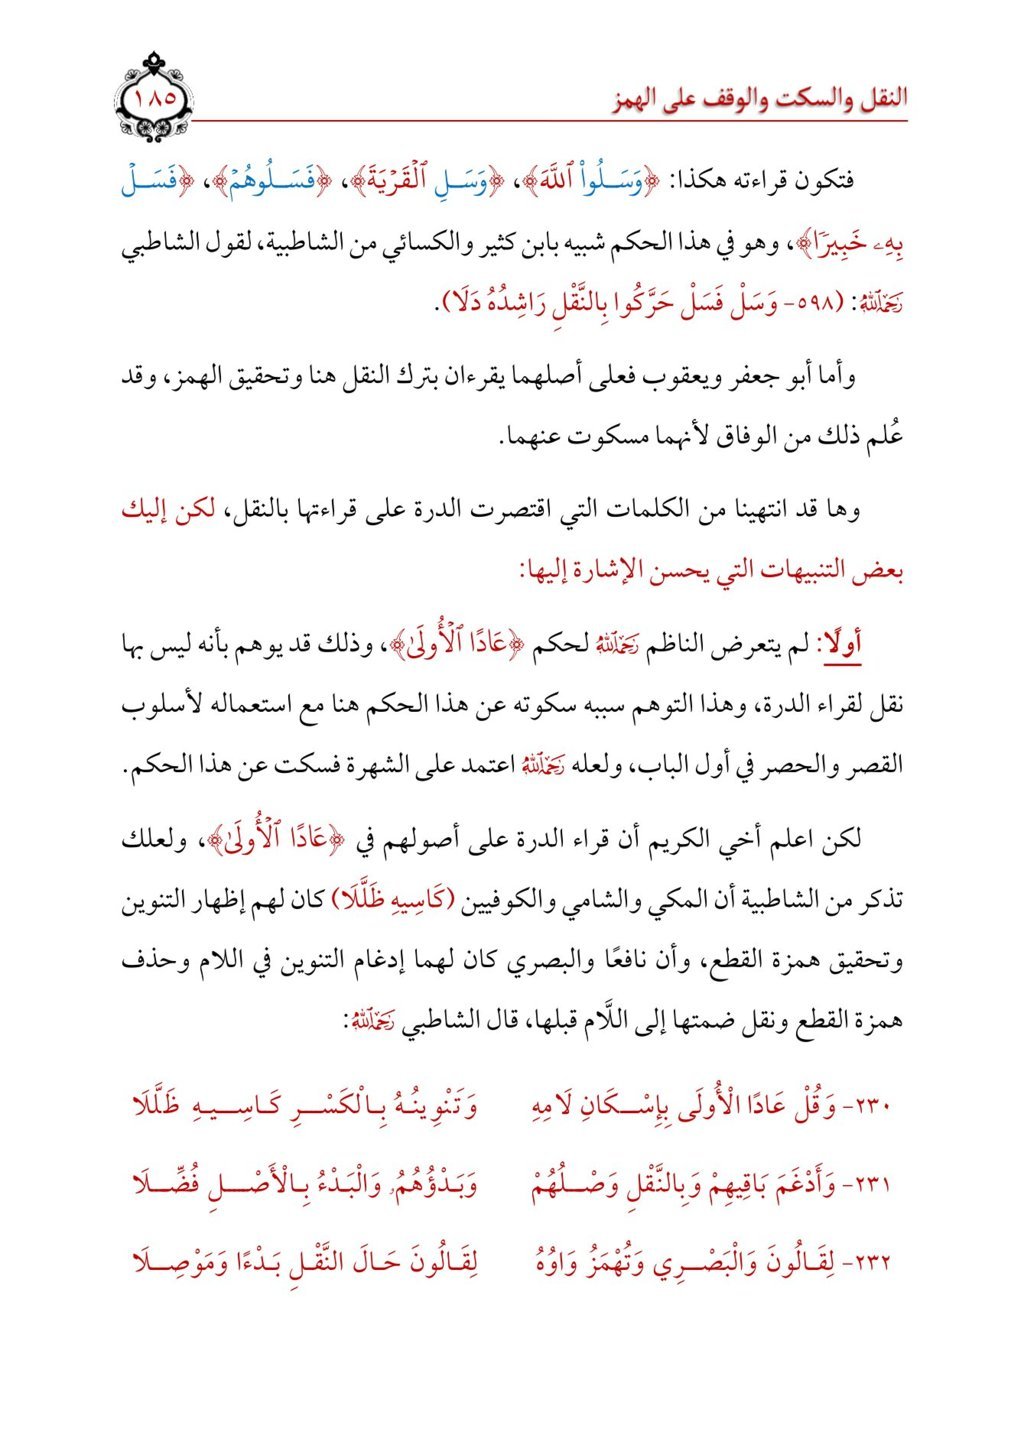 النقل والسكت والوقف على الهمز
١٨٥
فتكون قراءته هكذا: ﴿وَسَلُواْ ٱللَّهَ﴾، ﴿وَسَلِ ٱلۡقَرۡيَةَ﴾، ﴿فَسَلُوهُمۡ﴾، ﴿فَسَلۡ
بِهِۦ خَبِيرٗا﴾، وهو في هذا الحكم شبيه بابن كثير والكسائي من الشاطبية، لقول الشاطبي
رَحِمَهُ ٱللَّهُ: (٥٩٨- وَسَلْ فَسَلْ حَرَّكُوا بِالنَّقْلِ رَاشِدُهُ دَلَا).
وأما أبو جعفر ويعقوب فعلى أصلهما يقرءان بترك النقل هنا وتحقيق الهمز، وقد
عُلم ذلك من الوفاق لأنهما مسكوت عنهما.
وها قد انتهينا من الكلمات التي اقتصرت الدرة على قراءتها بالنقل، لكن إليك
بعض التنبيهات التي يحسن الإشارة إليها:
أولًا: لم يتعرض الناظم رَحِمَهُ ٱللَّهُ لحكم ﴿عَادًا ٱلۡأُولَىٰ﴾، وذلك قد يوهم بأنه ليس بها
نقل لقراء الدرة، وهذا التوهم سببه سكوته عن هذا الحكم هنا مع استعماله لأسلوب
القصر والحصر في أول الباب، ولعله رَحِمَهُ ٱللَّهُ اعتمد على الشهرة فسكت عن هذا الحكم.
لكن اعلم أخي الكريم أن قراء الدرة على أصولهم في ﴿عَادًا ٱلۡأُولَىٰ﴾، ولعلك
تذكر من الشاطبية أن المكي والشامي والكوفيين (كَاسِيهِ ظَلَّلَا) كان لهم إظهار التنوين
وتحقيق همزة القطع، وأن نافعًا والبصري كان لهما إدغام التنوين في اللام وحذف
همزة القطع ونقل ضمتها إلى اللَّام قبلها، قال الشاطبي رَحِمَهُ ٱللَّهُ:
٢٣٠- وَقُلْ عَادًا الْأُولَى بِإِسْكَانِ لَامِهِ وَتَنْوِينُهُ بِالْكَسْرِ كَاسِيهِ ظَلَّلَا
٢٣١- وَأَدْغَمَ بَاقِيهِمْ وَبِالنَّقْلِ وَصْلُهُمْ وَبَدْؤُهُمُ وَالْبَدْءُ بِالْأَصْلِ فُضِّلَا
٢٣٢- لِقَالُونَ وَالْبَصْرِي وَتُهْمَزُ وَاوُهُ لِقَالُونَ حَالَ النَّقْلِ بَدْءًا وَمَوْصِلَا